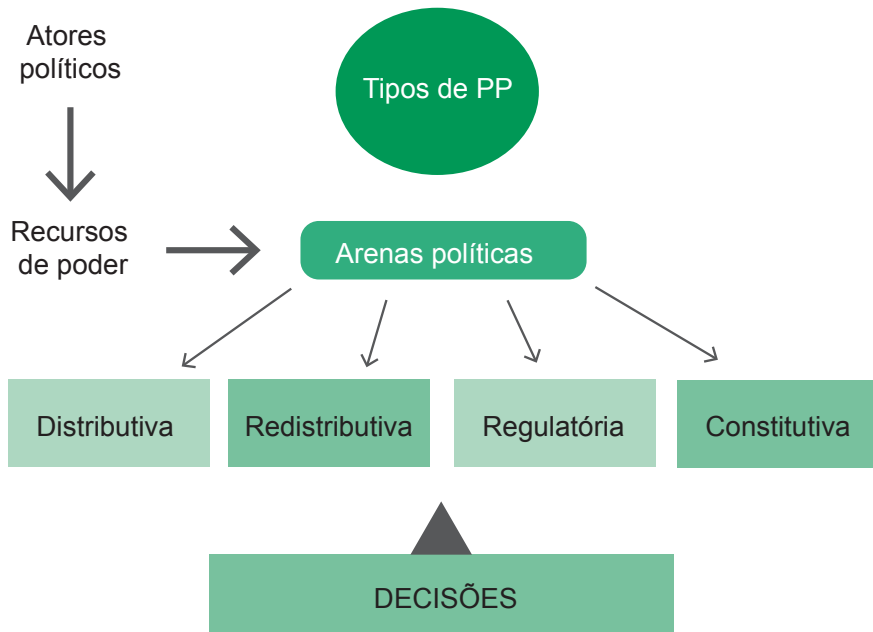 Atores
políticos
Tipos de PP
Recursos
de poder
Arenas políticas
Distributiva
Redistributiva
Regulatória
Constitutiva
DECISÕES